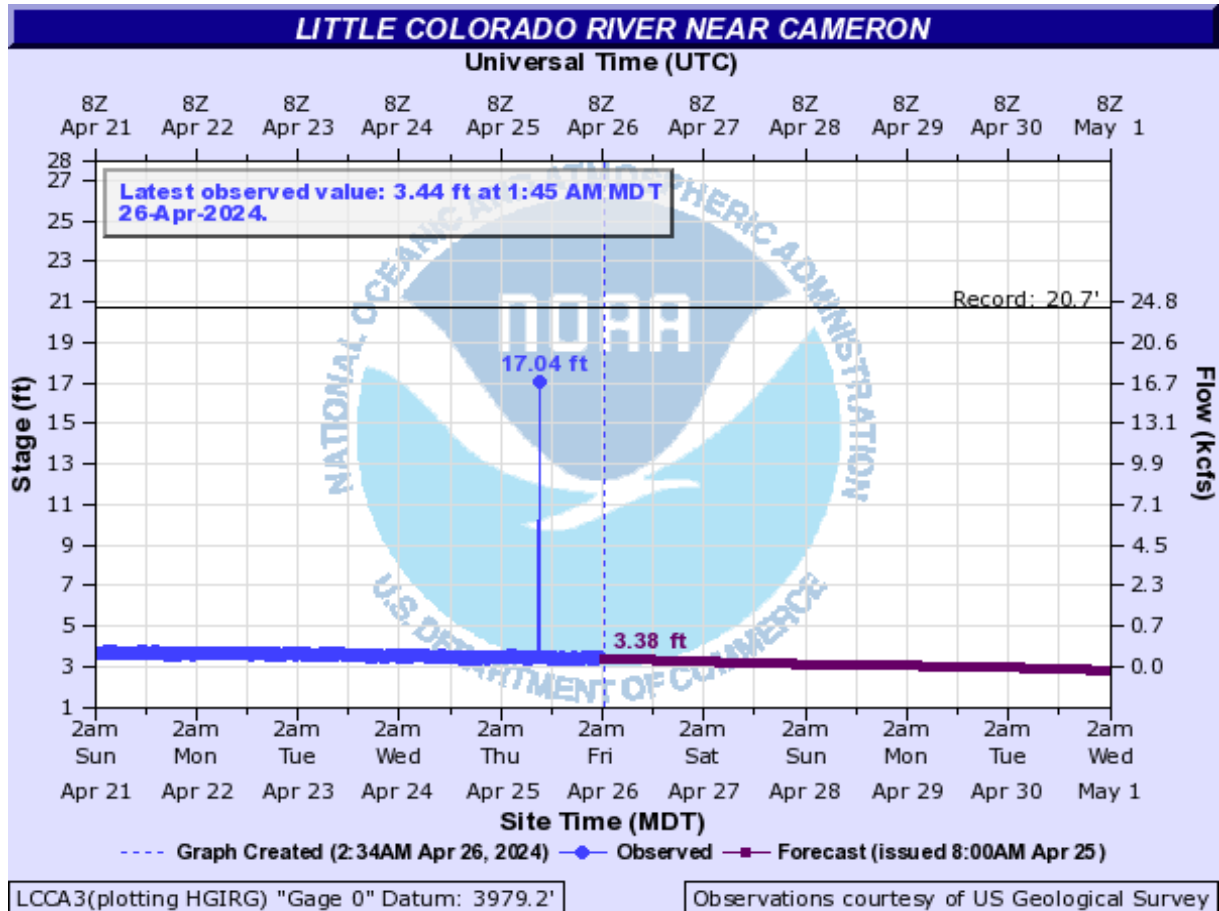 LITTLE COLORADO RIVER NEAR CAMERON
Universal Time (UTC)
8Z 8Z 8Z 8Z 8Z 8Z 8Z 8Z 8Z 8Z 8Z
Apr 21 Apr 22 Apr 23 Apr 24 Apr 25 Apr 26 Apr 27 Apr 28 Apr 29 Apr 30 May 1
Latest observed value: 3.44 ft at 1:45 AM MDT
26-Apr-2024.
Stage (ft)
28
27
25
23
21
19
17
15
13
11
9
7
5
3
1
NATIONAL OCEANIC AND ATMOSPHERIC ADMINISTRATION
NOAA
U.S. DEPARTMENT OF COMMERCE
Record: 20.7'
17.04 ft
3.38 ft
24.8
20.6
16.7
13.1
9.9
7.1
4.5
2.3
0.7
0.0
Flow (kcfs)
2am 2am 2am 2am 2am 2am 2am 2am 2am 2am 2am
Sun Mon Tue Wed Thu Fri Sat Sun Mon Tue Wed
Apr 21 Apr 22 Apr 23 Apr 24 Apr 25 Apr 26 Apr 27 Apr 28 Apr 29 Apr 30 May 1
Site Time (MDT)
Graph Created (2:34AM Apr 26, 2024) Observed Forecast (issued 8:00AM Apr 25)
LCCA3(plotting HGIRG) "Gage 0" Datum: 3979.2'
Observations courtesy of US Geological Survey